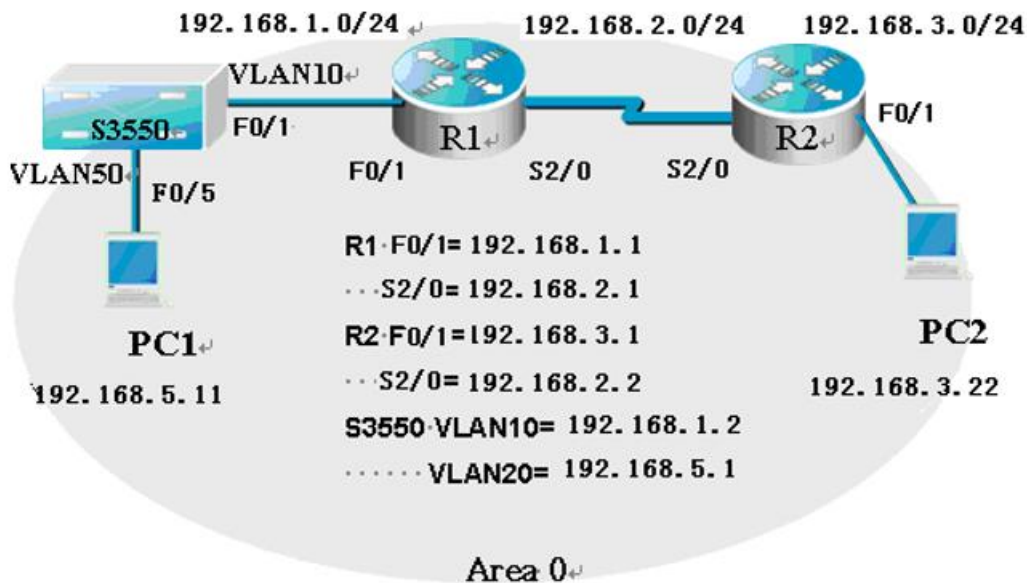 192.168.1.0/24 192.168.2.0/24 192.168.3.0/24
VLAN10
S3550 F0/1 R1 R2 F0/1
VLAN50 F0/5 F0/1 S2/0 S2/0
R1 F0/1= 192.168.1.1
S2/0= 192.168.2.1
R2 F0/1=192.168.3.1
S2/0= 192.168.2.2
S3550 VLAN10= 192.168.1.2
VLAN20= 192.168.5.1
PC1
192.168.5.11
PC2
192.168.3.22
Area 0